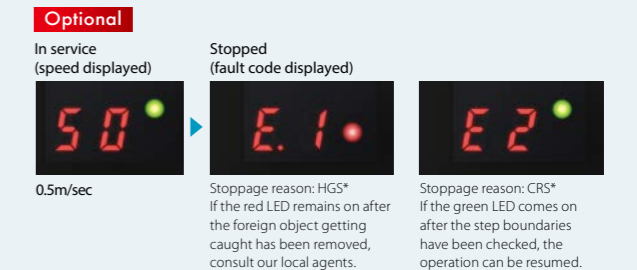 Optional
In service
(speed displayed)
Stopped
(fault code displayed)
50
E. 1
E2
0.5m/sec
Stoppage reason: HGS*
If the red LED remains on after
the foreign object getting
caught has been removed,
consult our local agents.
Stoppage reason: CRS*
If the green LED comes on
after the step boundaries
have been checked, the
operation can be resumed.